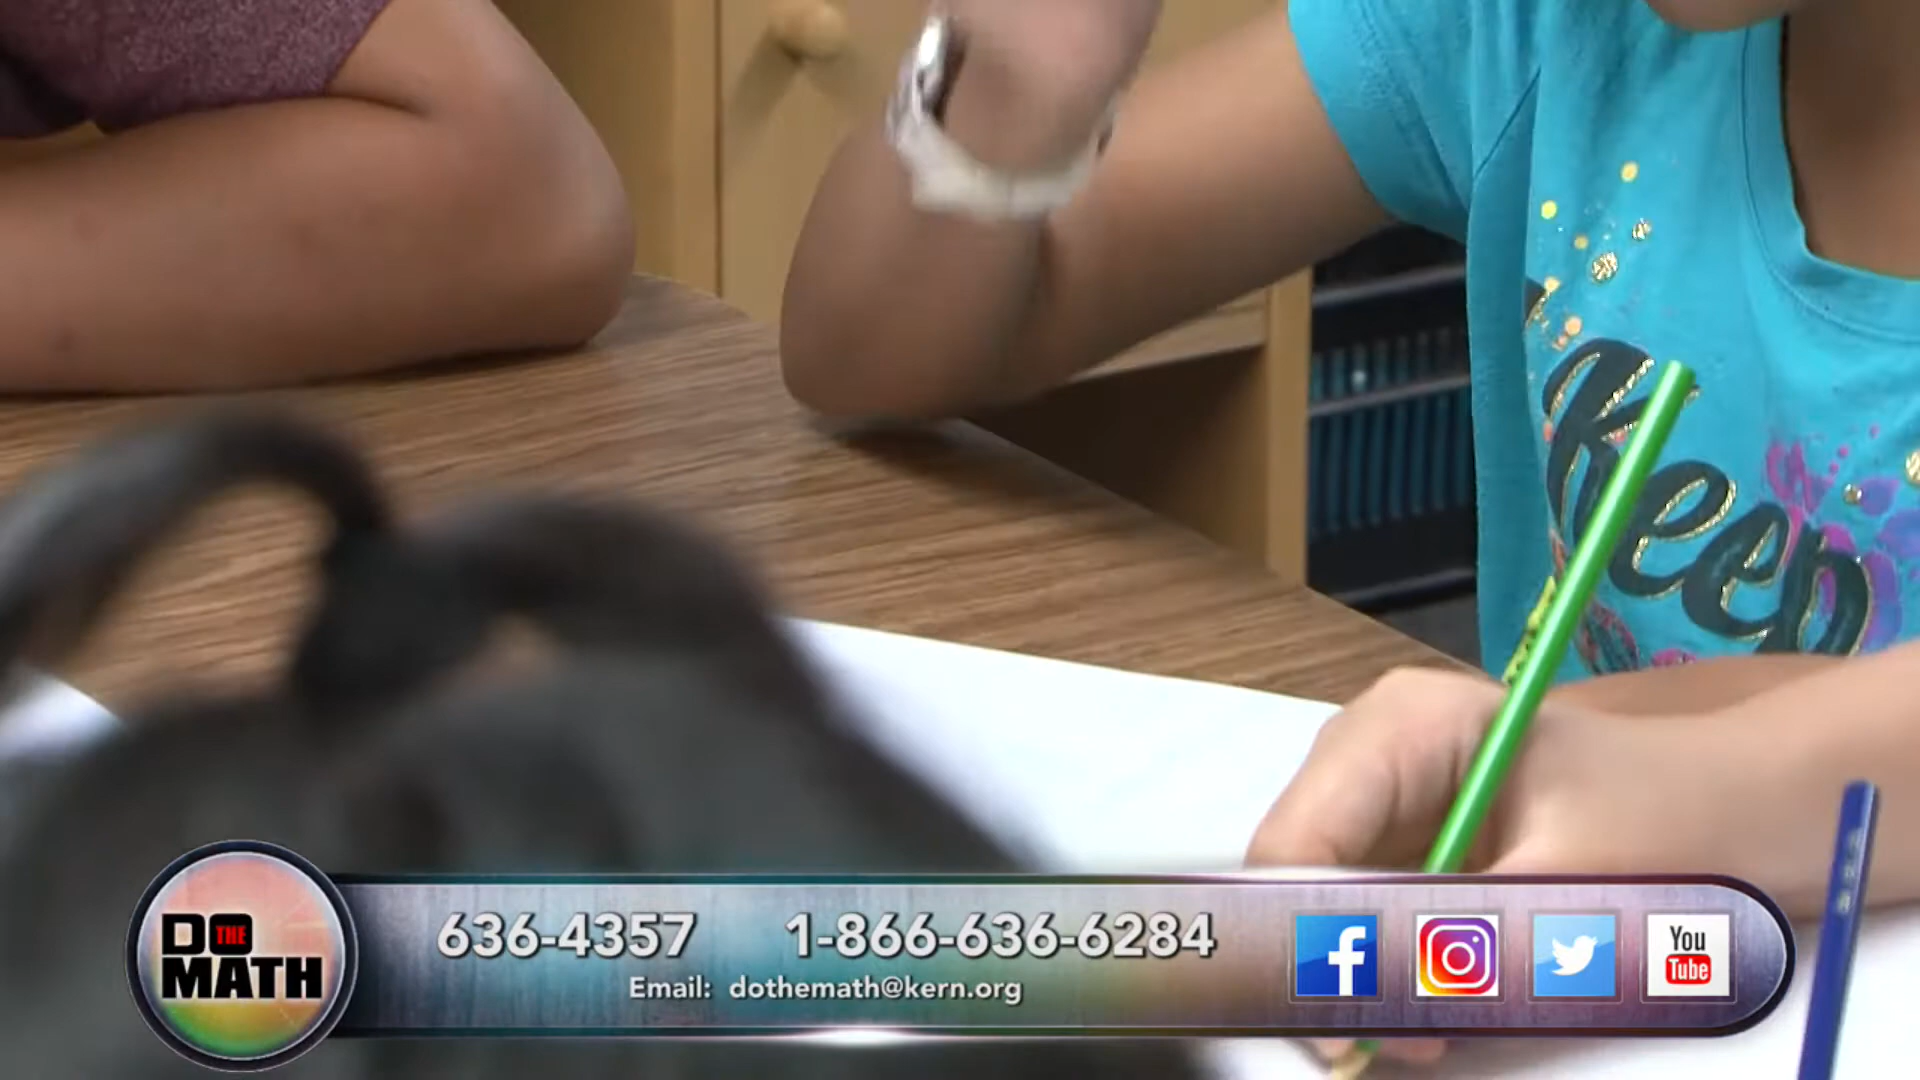 Keep
DO THE
MATH
636-4357 1-866-636-6284
Email: dothemath@kern.org
You
Tube